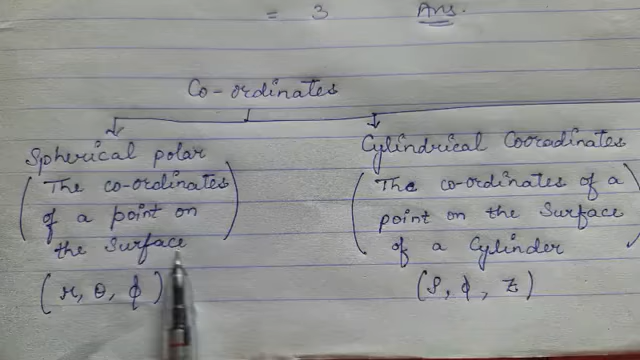 = 3 Ans.
Co-ordinates
Spherical polar
(The co-ordinates
of a point on
the Surface)
(r, θ, ϕ)
Cylindrical Cooradinates
(The co-ordinates of a
point on the Surface
of a Cylinder)
(ρ, ϕ, z)